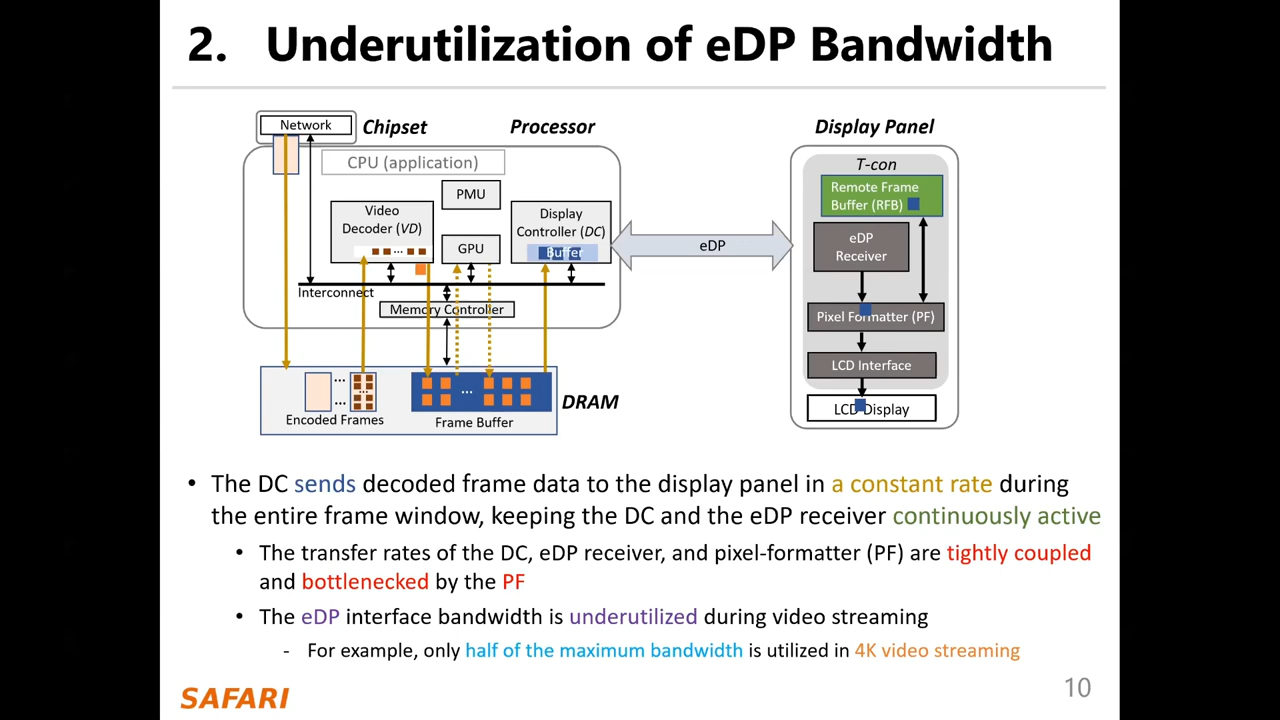 2. Underutilization of eDP Bandwidth
Network
Chipset
Processor
Display Panel
CPU (application)
T-con
PMU
Remote Frame
Buffer (RFB)
Video
Decoder (VD)
Display
Controller (DC)
GPU
Buffer
eDP
eDP
Receiver
Interconnect
Memory Controller
Pixel Formatter (PF)
LCD Interface
LCD Display
...
...
...
...
...
DRAM
Encoded Frames
Frame Buffer
• The DC sends decoded frame data to the display panel in a constant rate during
the entire frame window, keeping the DC and the eDP receiver continuously active
• The transfer rates of the DC, eDP receiver, and pixel-formatter (PF) are tightly coupled
and bottlenecked by the PF
• The eDP interface bandwidth is underutilized during video streaming
- For example, only half of the maximum bandwidth is utilized in 4K video streaming
SAFARI
10